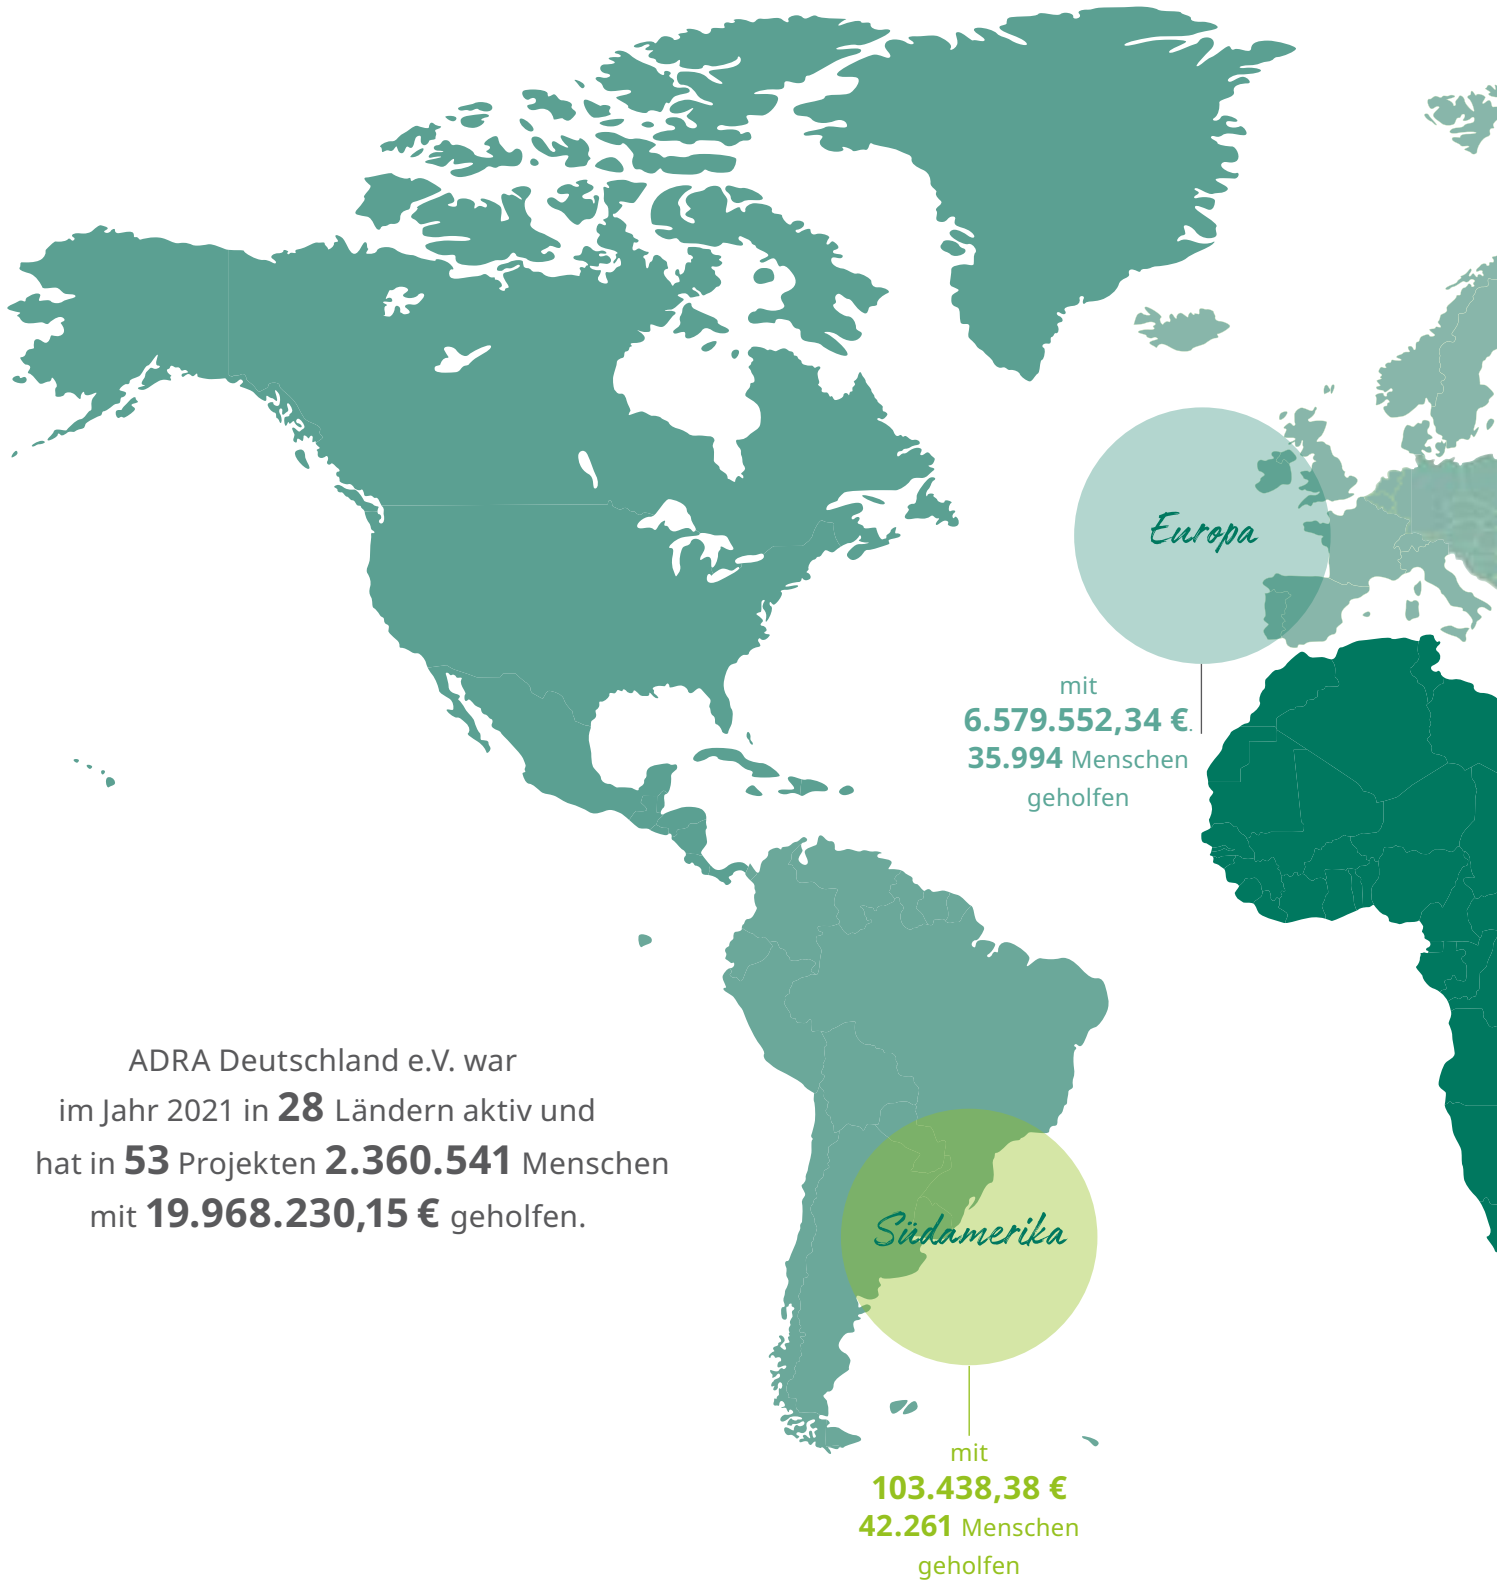 Europa
mit
6.579.552,34 €.
35.994 Menschen
geholfen
ADRA Deutschland e.V. war
im Jahr 2021 in 28 Ländern aktiv und
hat in 53 Projekten 2.360.541 Menschen
mit 19.968.230,15 € geholfen.
Südamerika
mit
103.438,38 €
42.261 Menschen
geholfen